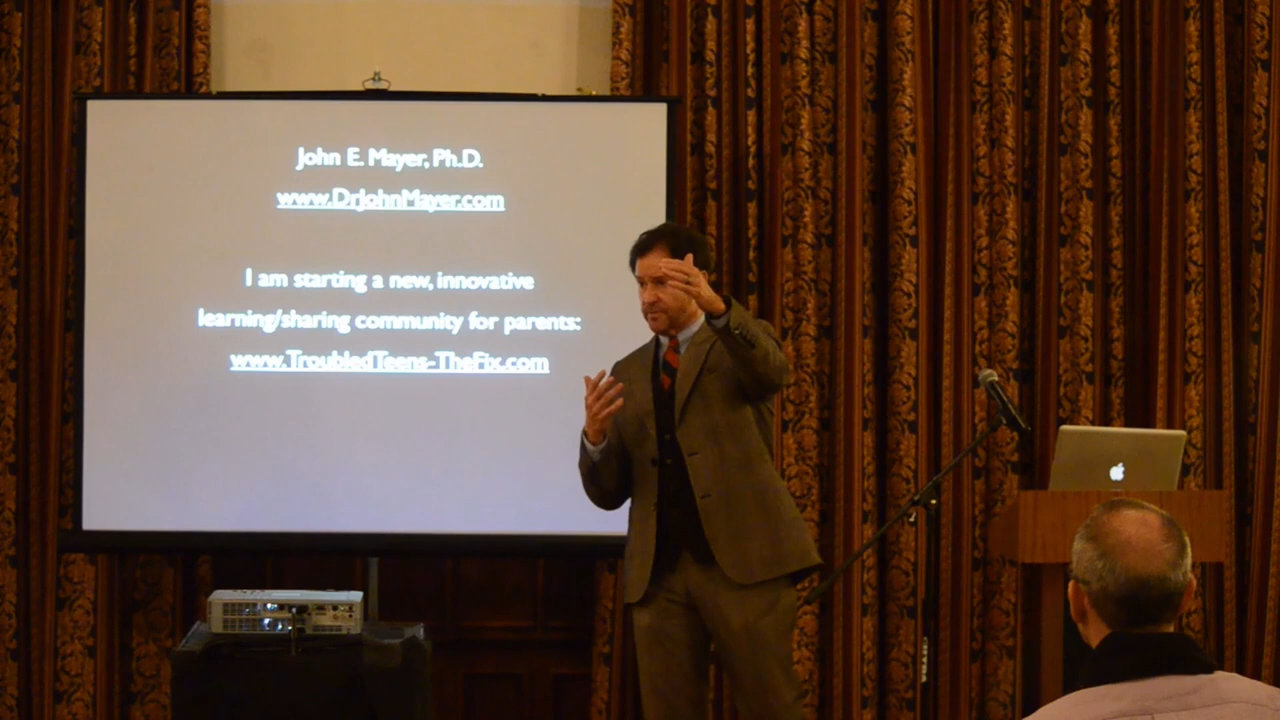 John E. Mayer, Ph.D.
www.DrJohnMayer.com
I am starting a new, innovative
learning/sharing community for parents:
www.TroubledTeens-TheFix.com